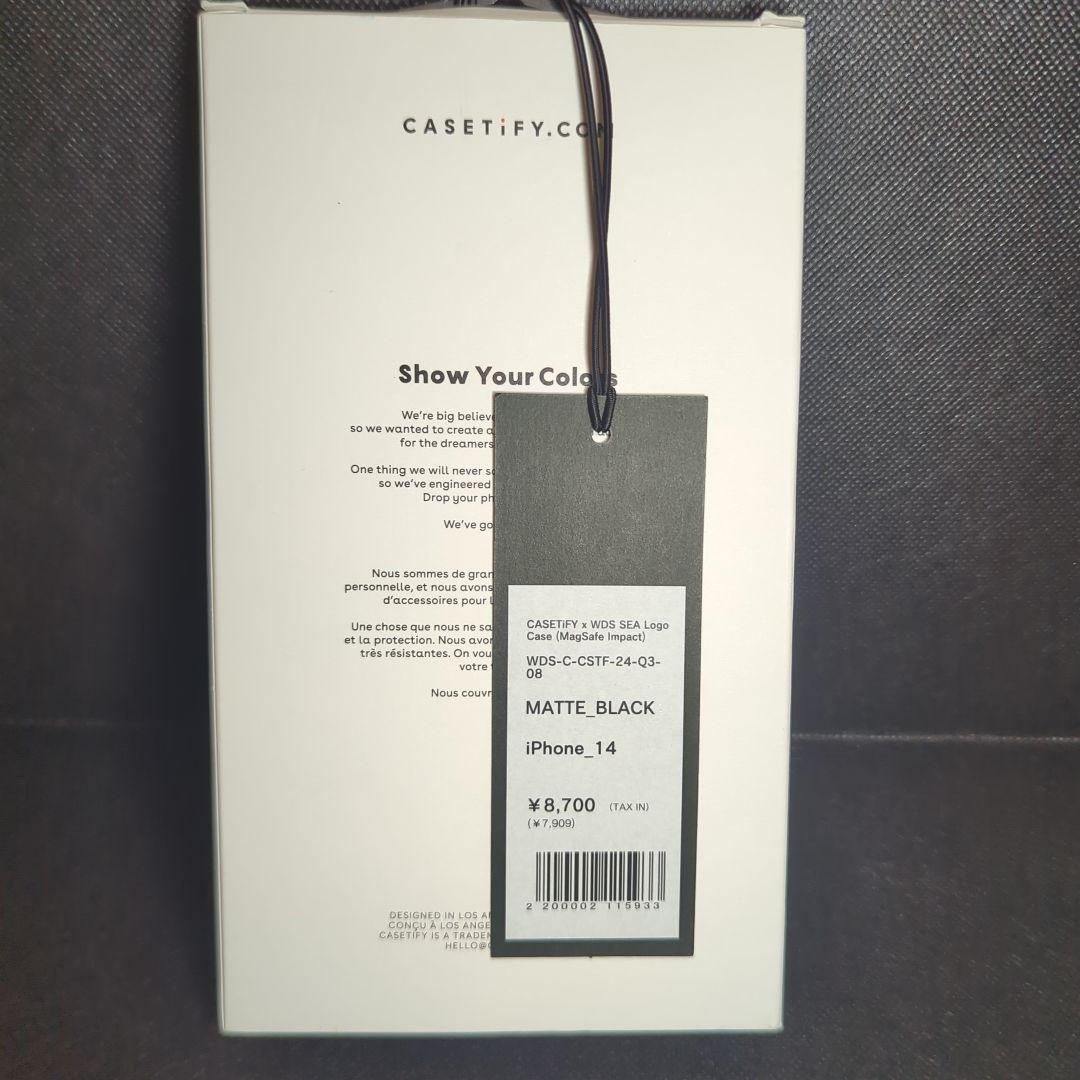 CASETiFY.COM
Show Your Colors
We're big believe
so we wanted to create a
for the dreamers
One thing we will never
so we've engineered
Drop your
We've go
Nous sommes de gran
personnelle, et nous avons
d'accessoires pour
Une chose que nous ne
et la protection. Nous avon
très résistantes. On vou
votre
Nous couvr
DESIGNED IN LOS
CONÇU À LOS ANGE
CASETiFY IS A TRADEM
HELLO@
CASETiFY x WDS SEA Logo
Case (MagSafe Impact)
WDS-C-CSTF-24-Q3-
08
MATTE_BLACK
iPhone_14
¥8,700 (TAX IN)
(¥7,909)
2 200002 115933